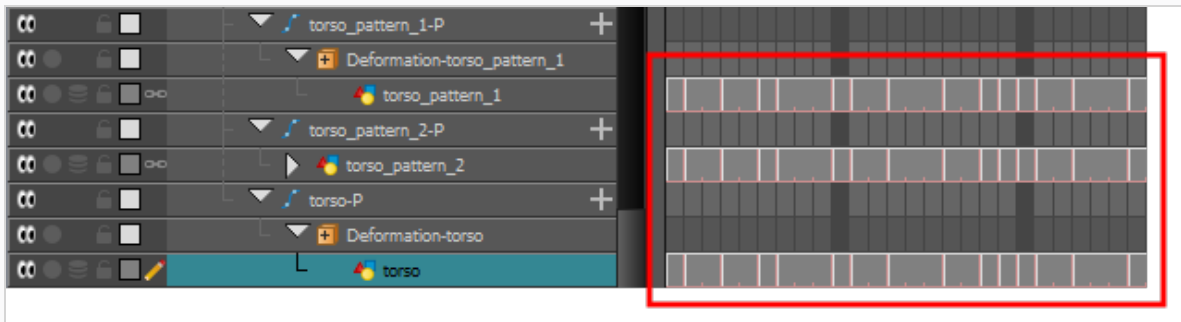 torso_pattern_1-P
Deformation-torso_pattern_1
torso_pattern_1
torso_pattern_2-P
torso_pattern_2
torso-P
Deformation-torso
torso